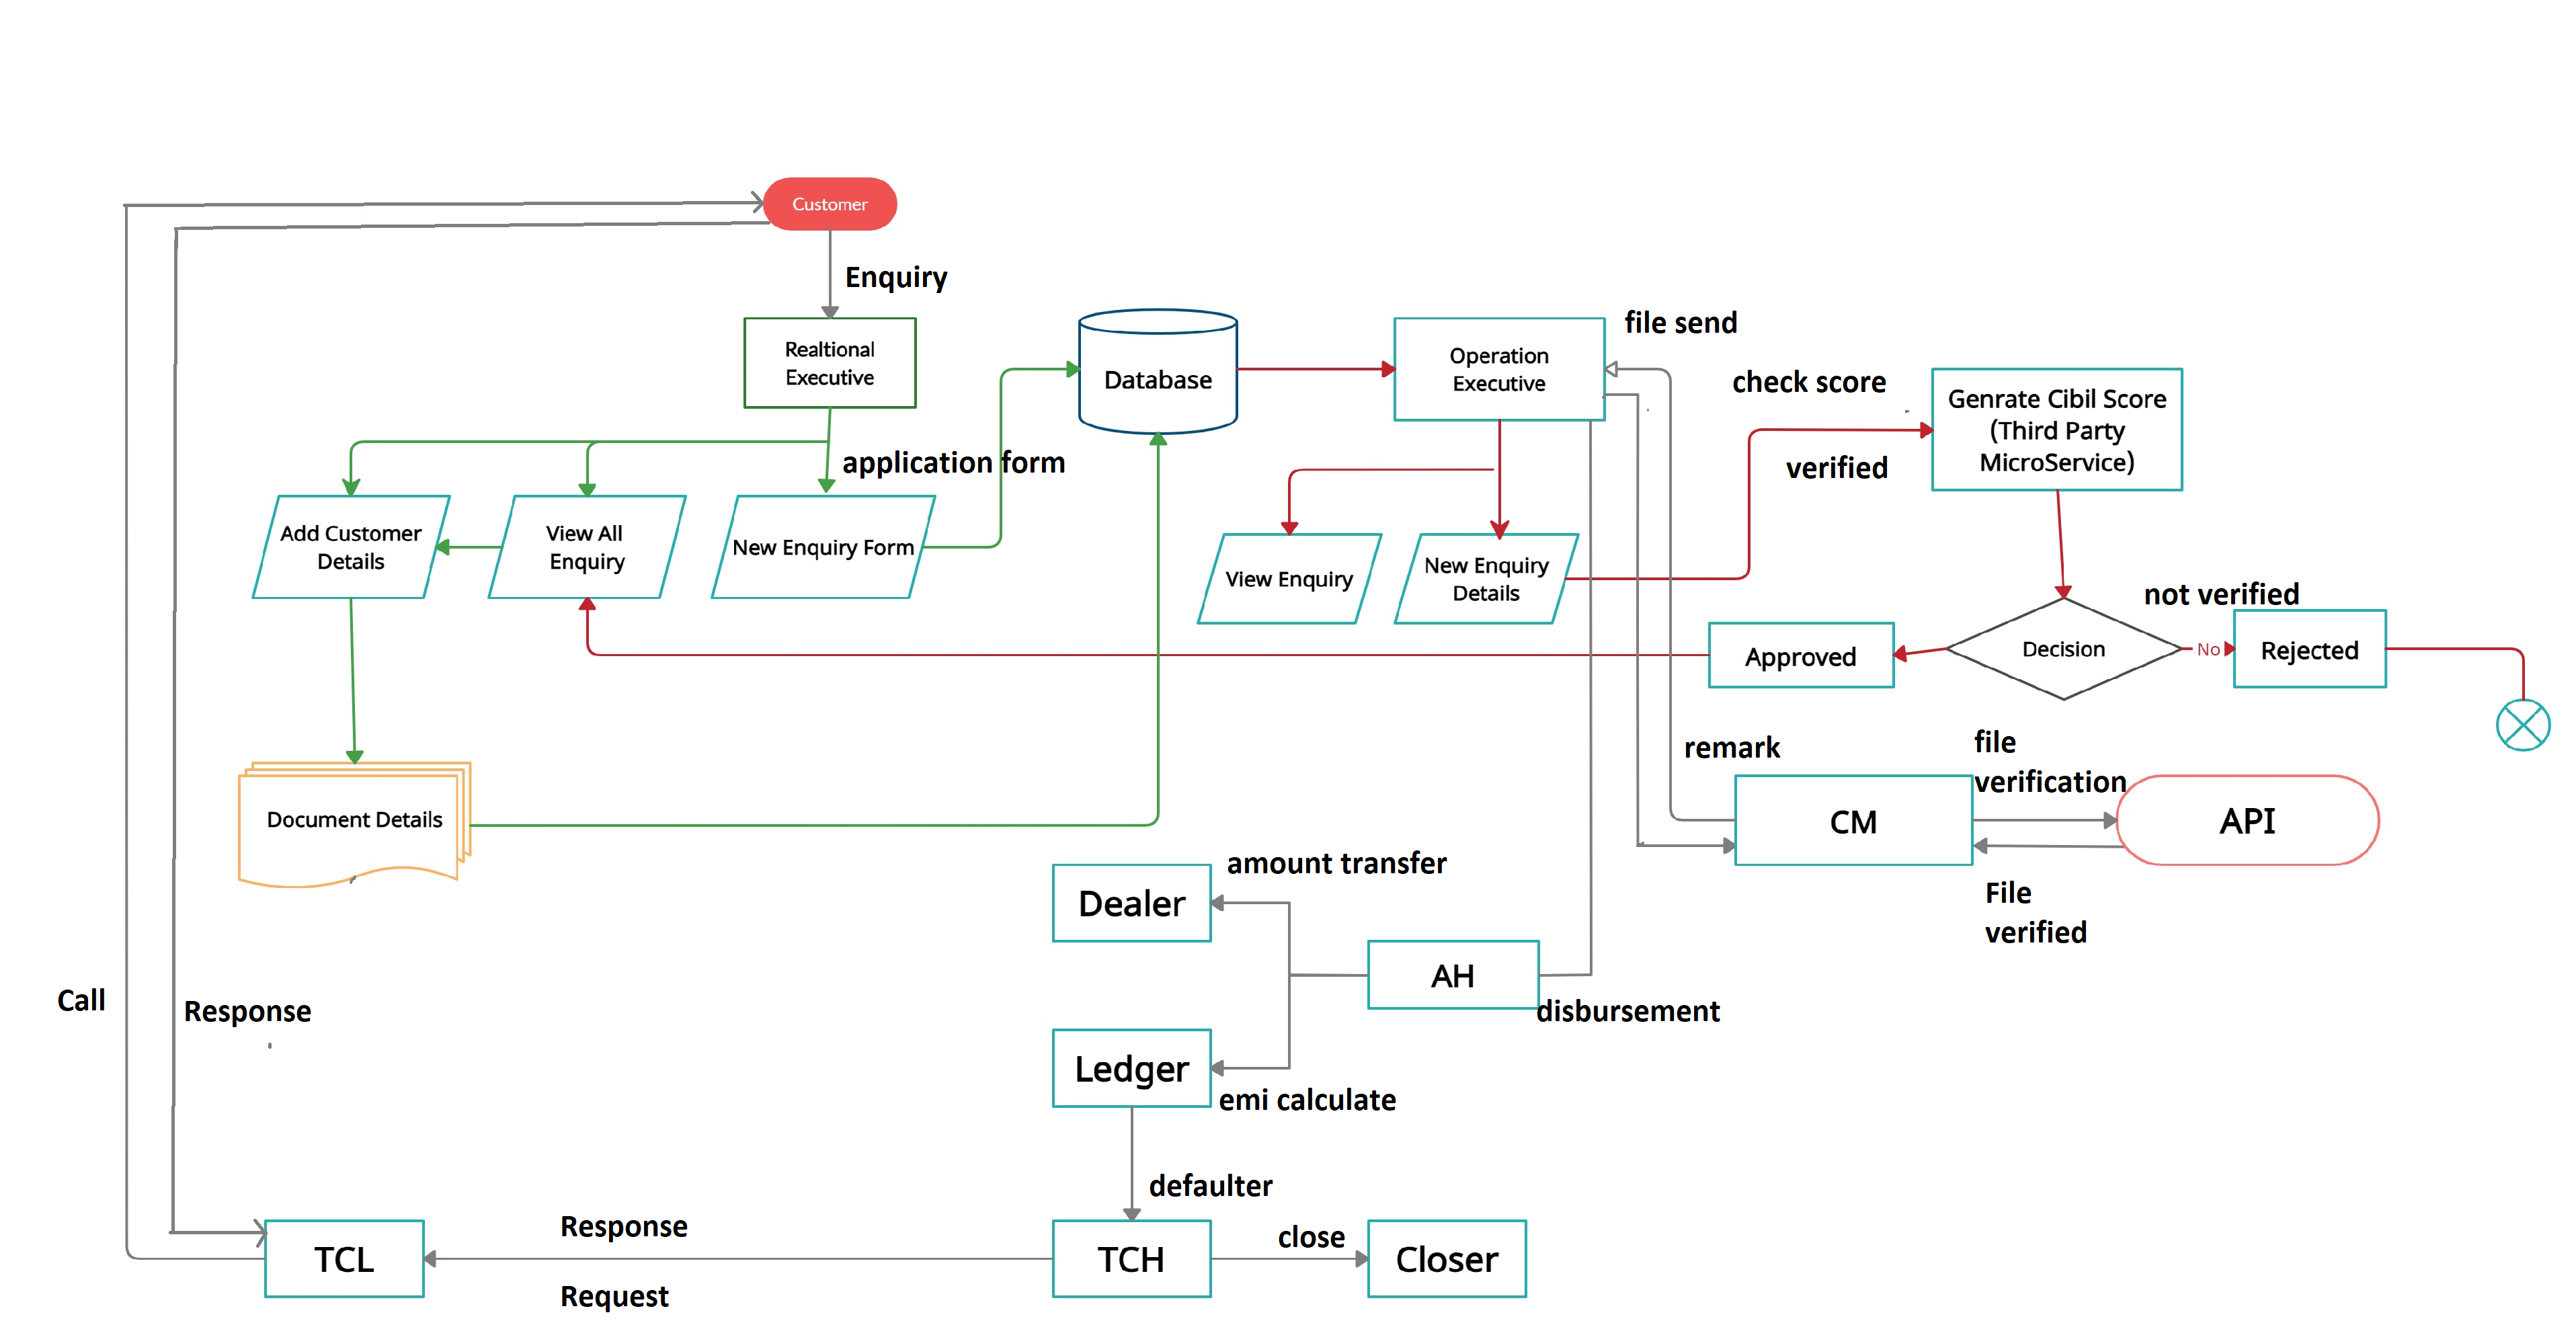 Customer
Enquiry
Realtional
Executive
Database
Operation
Executive
file send
check score
verified
Genrate Cibil Score
(Third Party
MicroService)
application form
Add Customer
Details
View All
Enquiry
New Enquiry Form
View Enquiry
New Enquiry
Details
not verified
Approved
Decision
No
Rejected
remark
file
verification
Document Details
CM
API
File
verified
amount transfer
Dealer
AH
disbursement
Call
Response
Ledger
emi calculate
defaulter
Response
close
TCL
TCH
Closer
Request